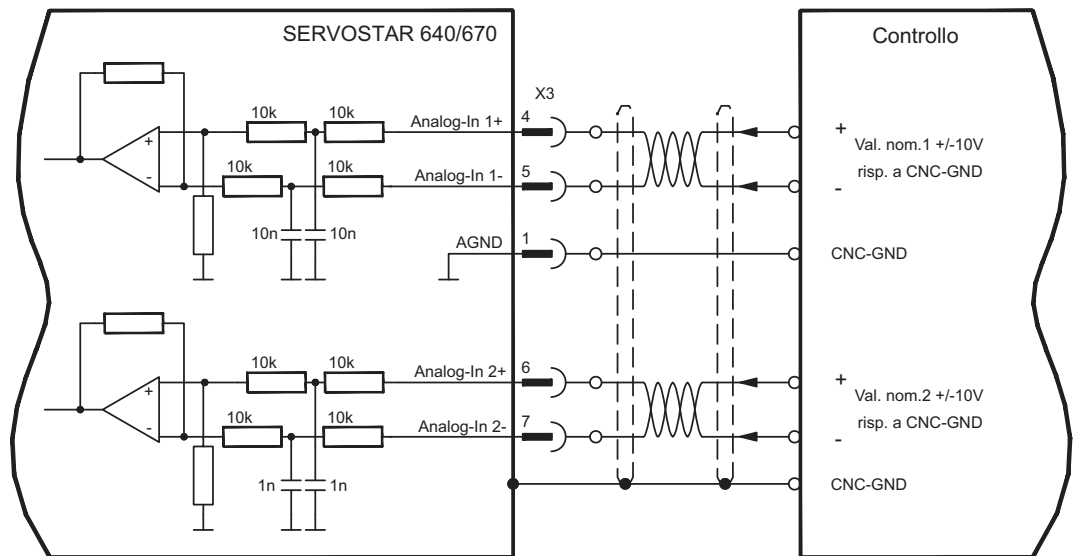 SERVOSTAR 640/670
Controllo
X3
10k
10k
Analog-In 1+
4
+
-
10k
10k
Analog-In 1-
5
10n
10n
AGND
1
+
Val. nom.1 +/-10V
risp. a CNC-GND
-
CNC-GND
10k
10k
Analog-In 2+
6
+
-
10k
10k
Analog-In 2-
7
1n
1n
+
Val. nom.2 +/-10V
risp. a CNC-GND
-
CNC-GND